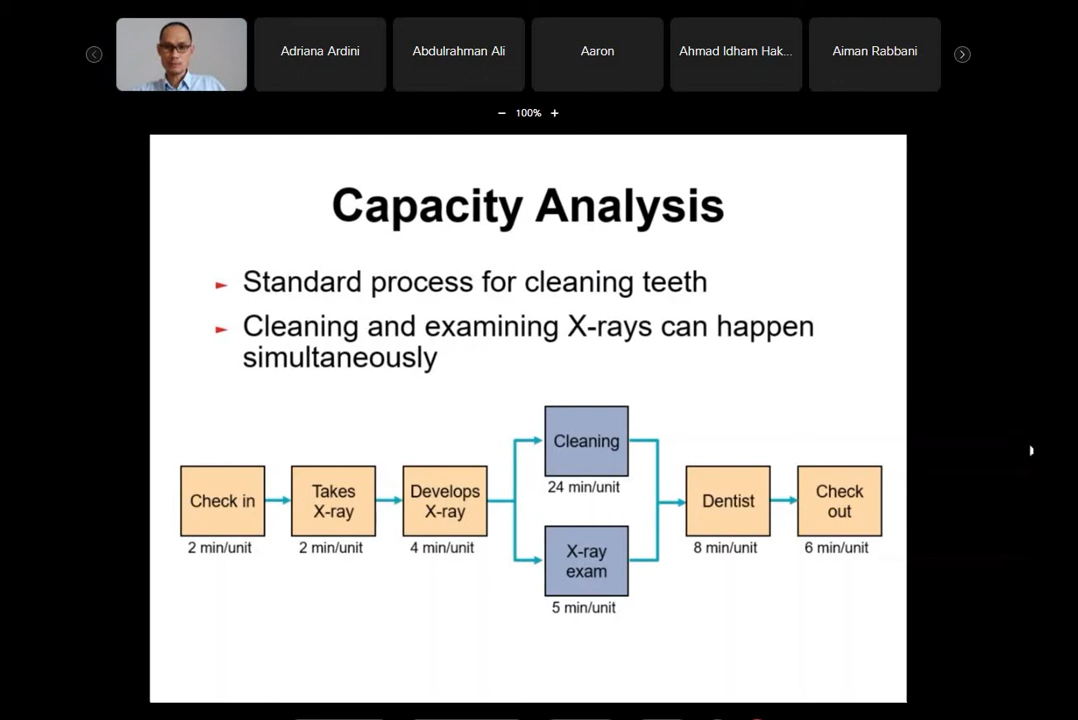 Adriana Ardini
Abdulrahman Ali
Aaron
Ahmad Idham Hak...
Aiman Rabbani
− 100% +
Capacity Analysis
► Standard process for cleaning teeth
► Cleaning and examining X-rays can happen
simultaneously
Check in
2 min/unit
Takes
X-ray
2 min/unit
Develops
X-ray
4 min/unit
Cleaning
24 min/unit
X-ray
exam
5 min/unit
Dentist
8 min/unit
Check
out
6 min/unit